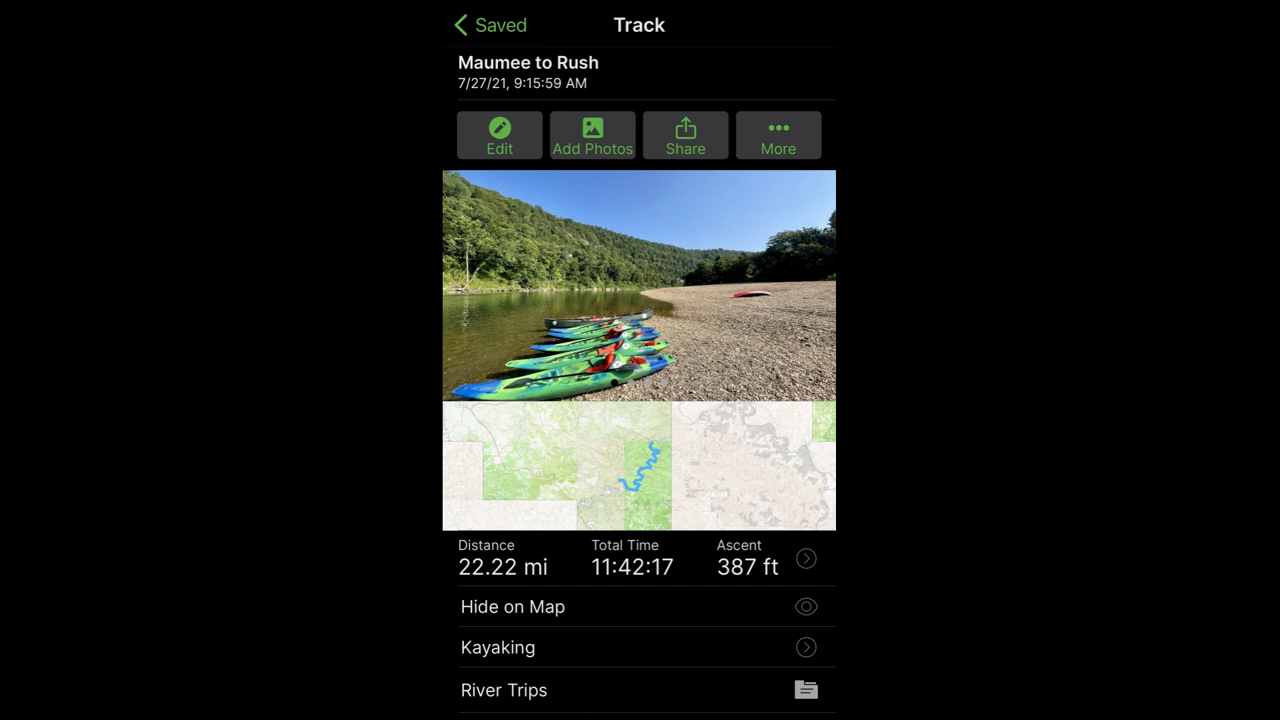 Saved
Track
Maumee to Rush
7/27/21, 9:15:59 AM
Edit
Add Photos
Share
More
Distance
Total Time
Ascent
22.22 mi
11:42:17
387 ft
Hide on Map
Kayaking
River Trips